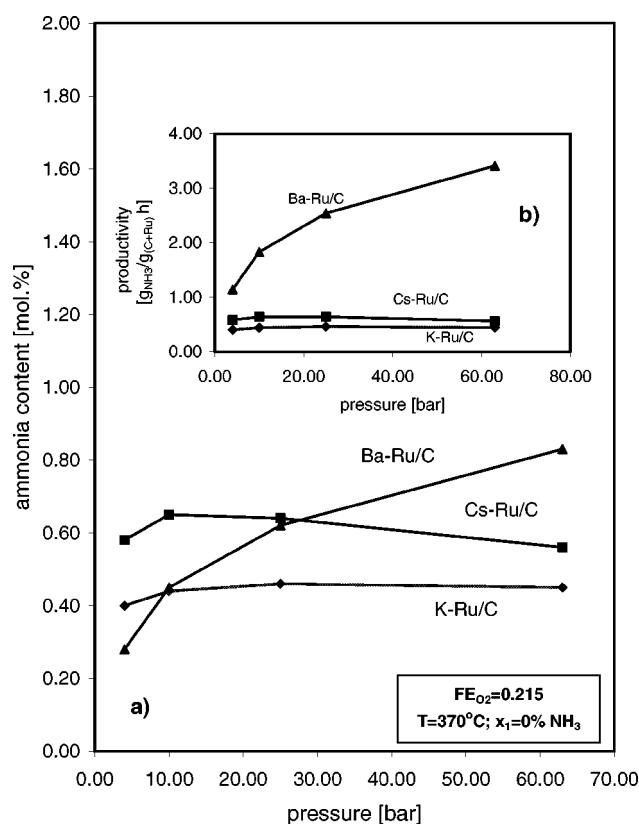 2.00
1.80
1.60
1.40
1.20
1.00
0.80
0.60
0.40
0.20
0.00
ammonia content [mol.%]
0.00 10.00 20.00 30.00 40.00 50.00 60.00 70.00
pressure [bar]
4.00
3.00
2.00
1.00
0.00
productivity
[gNH3/g(C+Ru) h]
Ba-Ru/C
b)
Cs-Ru/C
K-Ru/C
0.00 20.00 40.00 60.00 80.00
pressure [bar]
Ba-Ru/C
Cs-Ru/C
K-Ru/C
a)
FEO2=0.215
T=370°C; x1=0% NH3